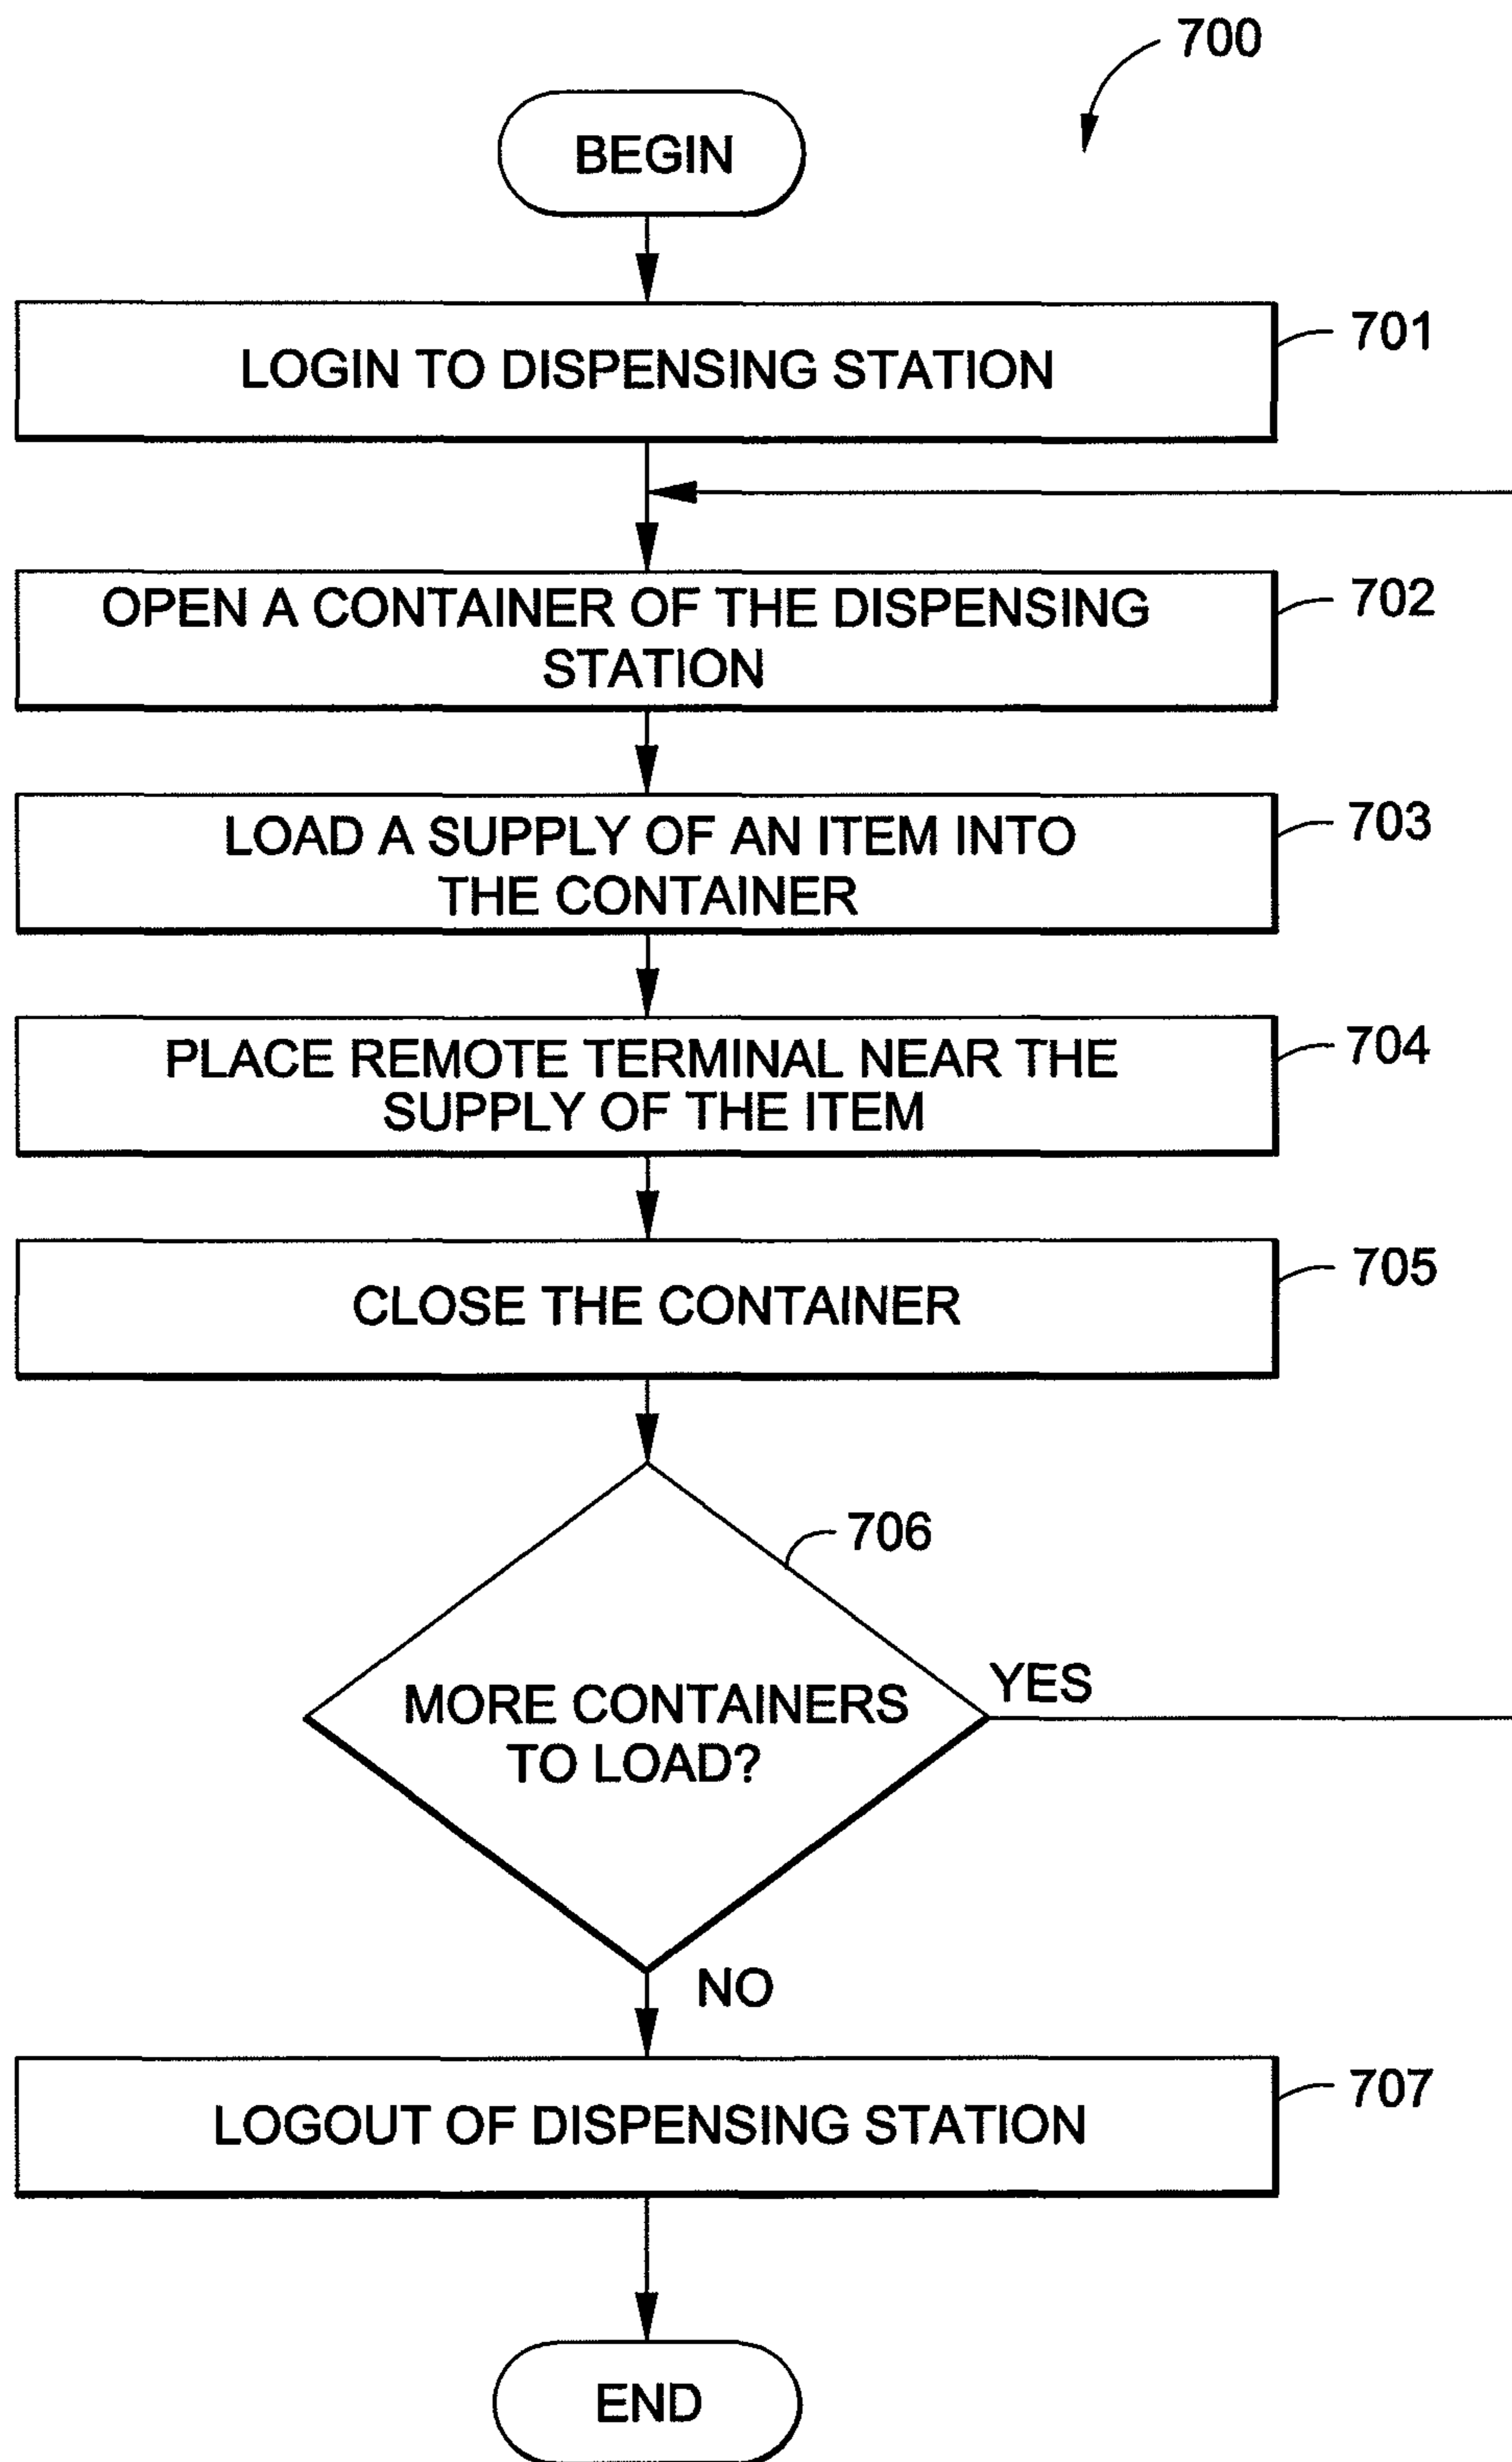 700
BEGIN
701
LOGIN TO DISPENSING STATION
702
OPEN A CONTAINER OF THE DISPENSING
STATION
703
LOAD A SUPPLY OF AN ITEM INTO
THE CONTAINER
704
PLACE REMOTE TERMINAL NEAR THE
SUPPLY OF THE ITEM
705
CLOSE THE CONTAINER
706
MORE CONTAINERS
TO LOAD?
YES
NO
707
LOGOUT OF DISPENSING STATION
END